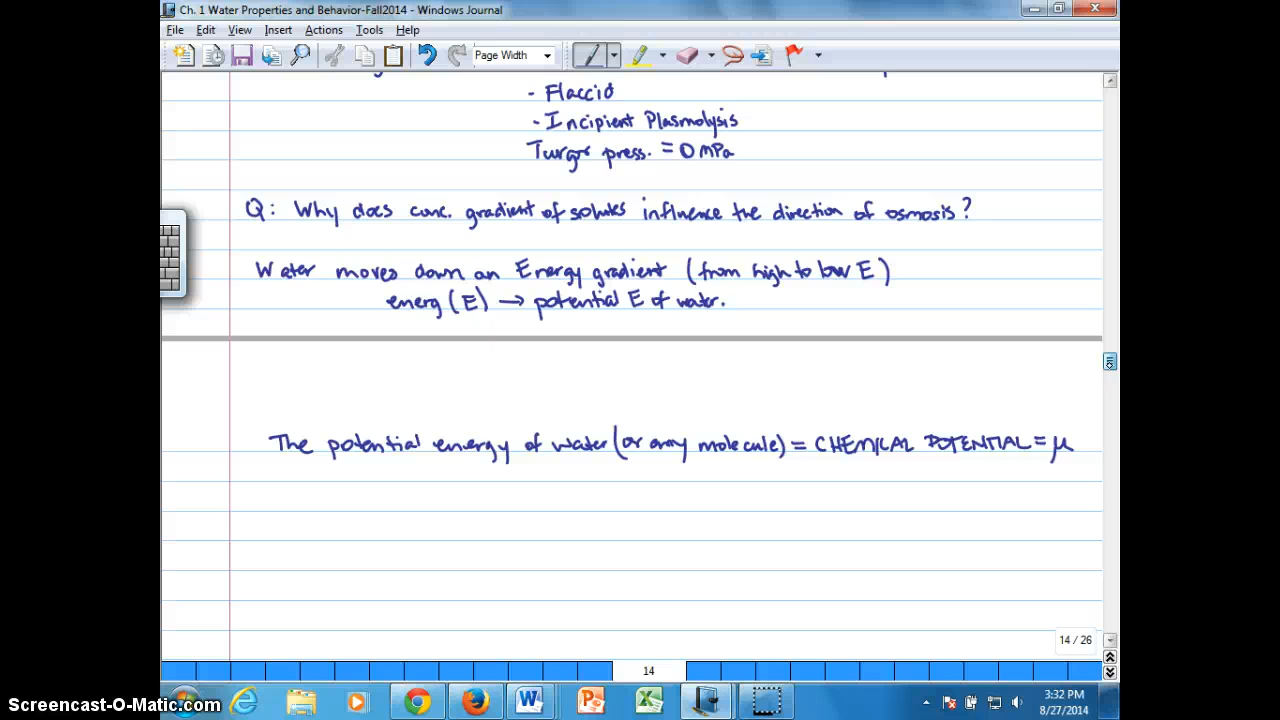 Ch. 1 Water Properties and Behavior-Fall2014 - Windows Journal
File Edit View Insert Actions Tools Help
Page Width
- Flaccid
- Incipient Plasmolysis
Turgor press. = 0 MPa
Q: Why does conc. gradient of solutes influence the direction of osmosis?
Water moves down an Energy gradient (from high to low E)
energ (E) → potential E of water.
The potential energy of water (or any molecule) = CHEMICAL POTENTIAL = μ
14 / 26
14
3:32 PM
8/27/2014
Screencast-O-Matic.com